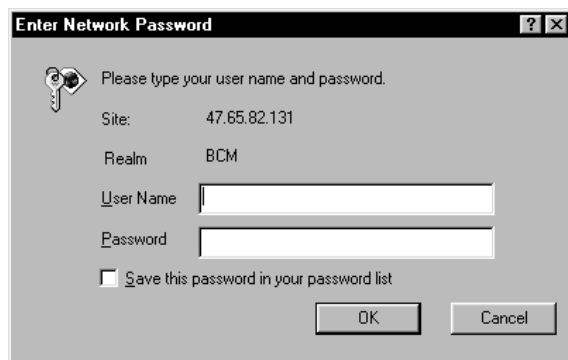 Enter Network Password
Please type your user name and password.
Site: 47.65.82.131
Realm BCM
User Name
Password
Save this password in your password list
OK Cancel